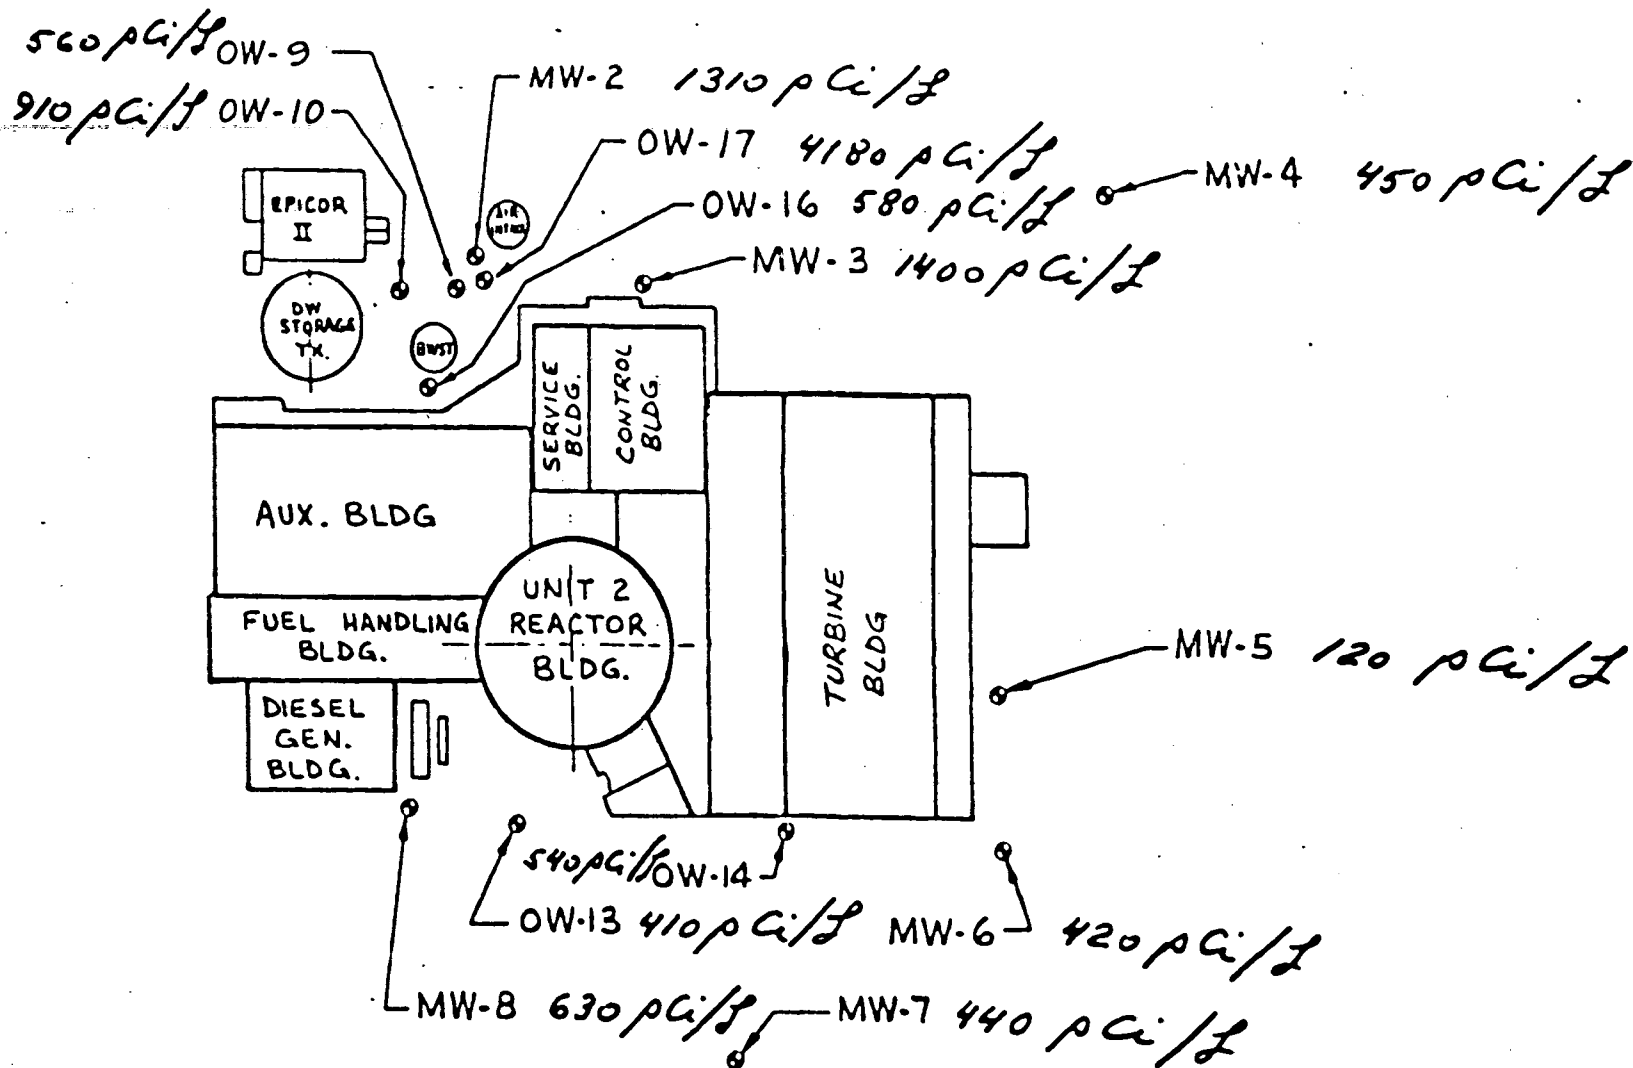 560 pCi/L OW-9
MW-2 1310 pCi/L
910 pCi/L OW-10
OW-17 4180 pCi/L
MW-4 450 pCi/L
OW-16 580 pCi/L
EPICOR
II
AIR
INTAKE
MW-3 1400 pCi/L
DW
STORAGE
TK.
BWST
SERVICE
BLDG.
CONTROL
BLDG.
AUX. BLDG
UNIT 2
REACTOR
BLDG.
FUEL HANDLING
BLDG.
TURBINE
BLDG
MW-5 120 pCi/L
DIESEL
GEN.
BLDG.
540 pCi/L OW-14
OW-13 410 pCi/L
MW-6 420 pCi/L
MW-8 630 pCi/L
MW-7 440 pCi/L